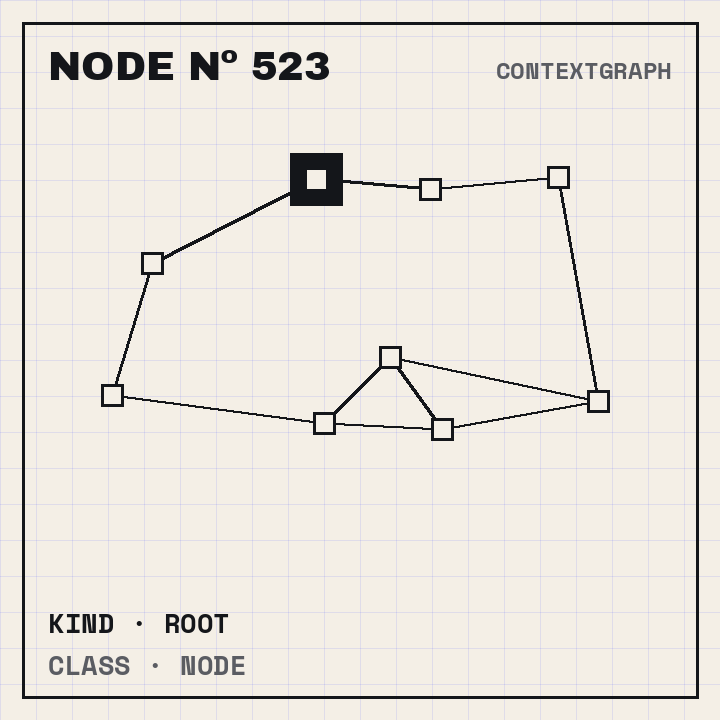 NODE Nº 523
CONTEXTGRAPH
KIND · ROOT
CLASS · NODE